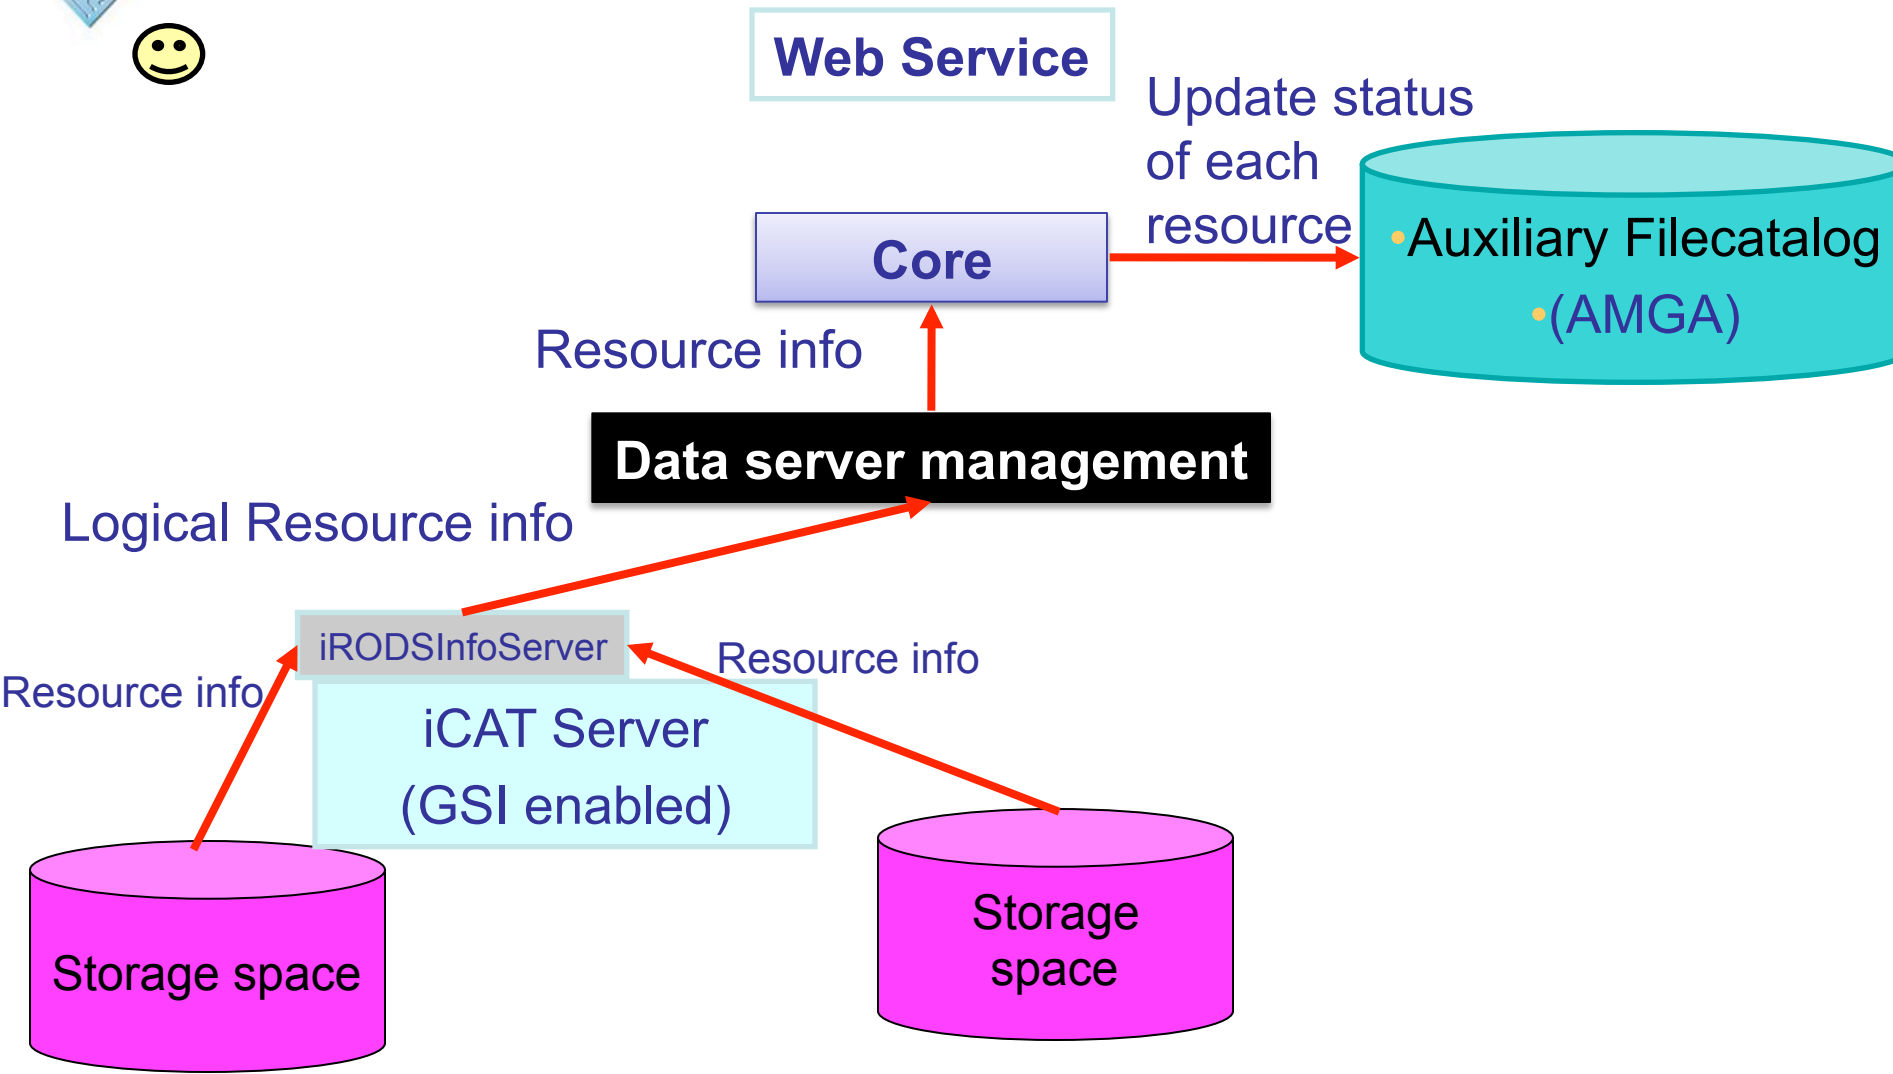 Web Service
Update status
of each
resource
Core
•Auxiliary Filecatalog
•(AMGA)
Resource info
Data server management
Logical Resource info
iRODSInfoServer
Resource info
Resource info
iCAT Server
(GSI enabled)
Storage space
Storage
space